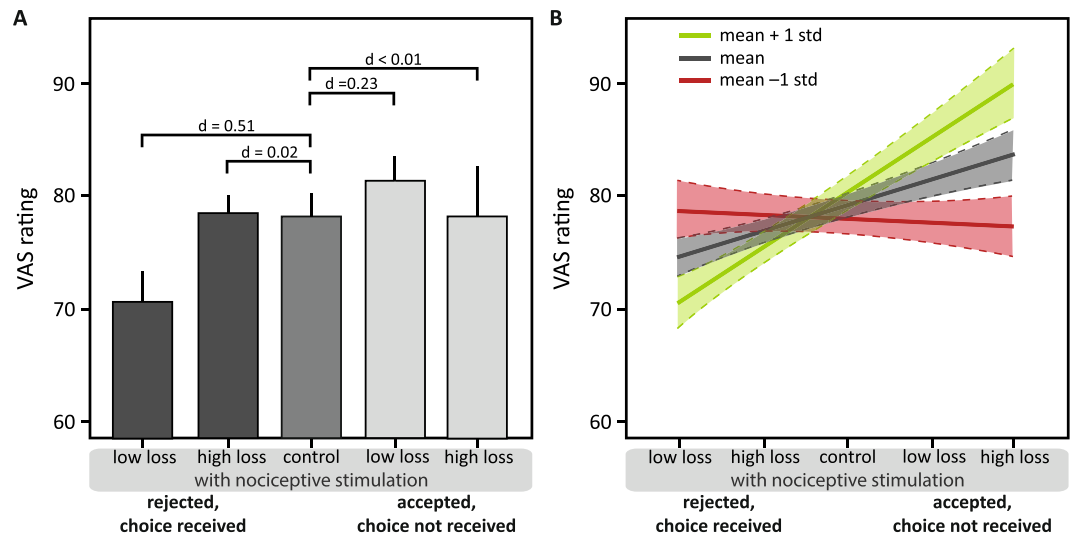 A
VAS rating
90
80
70
60
d < 0.01
d =0.23
d = 0.51
d = 0.02
low loss high loss control low loss high loss
with nociceptive stimulation
rejected, accepted,
choice received choice not received
B
VAS rating
90
80
70
60
mean + 1 std
mean
mean –1 std
low loss high loss control low loss high loss
with nociceptive stimulation
rejected, accepted,
choice received choice not received